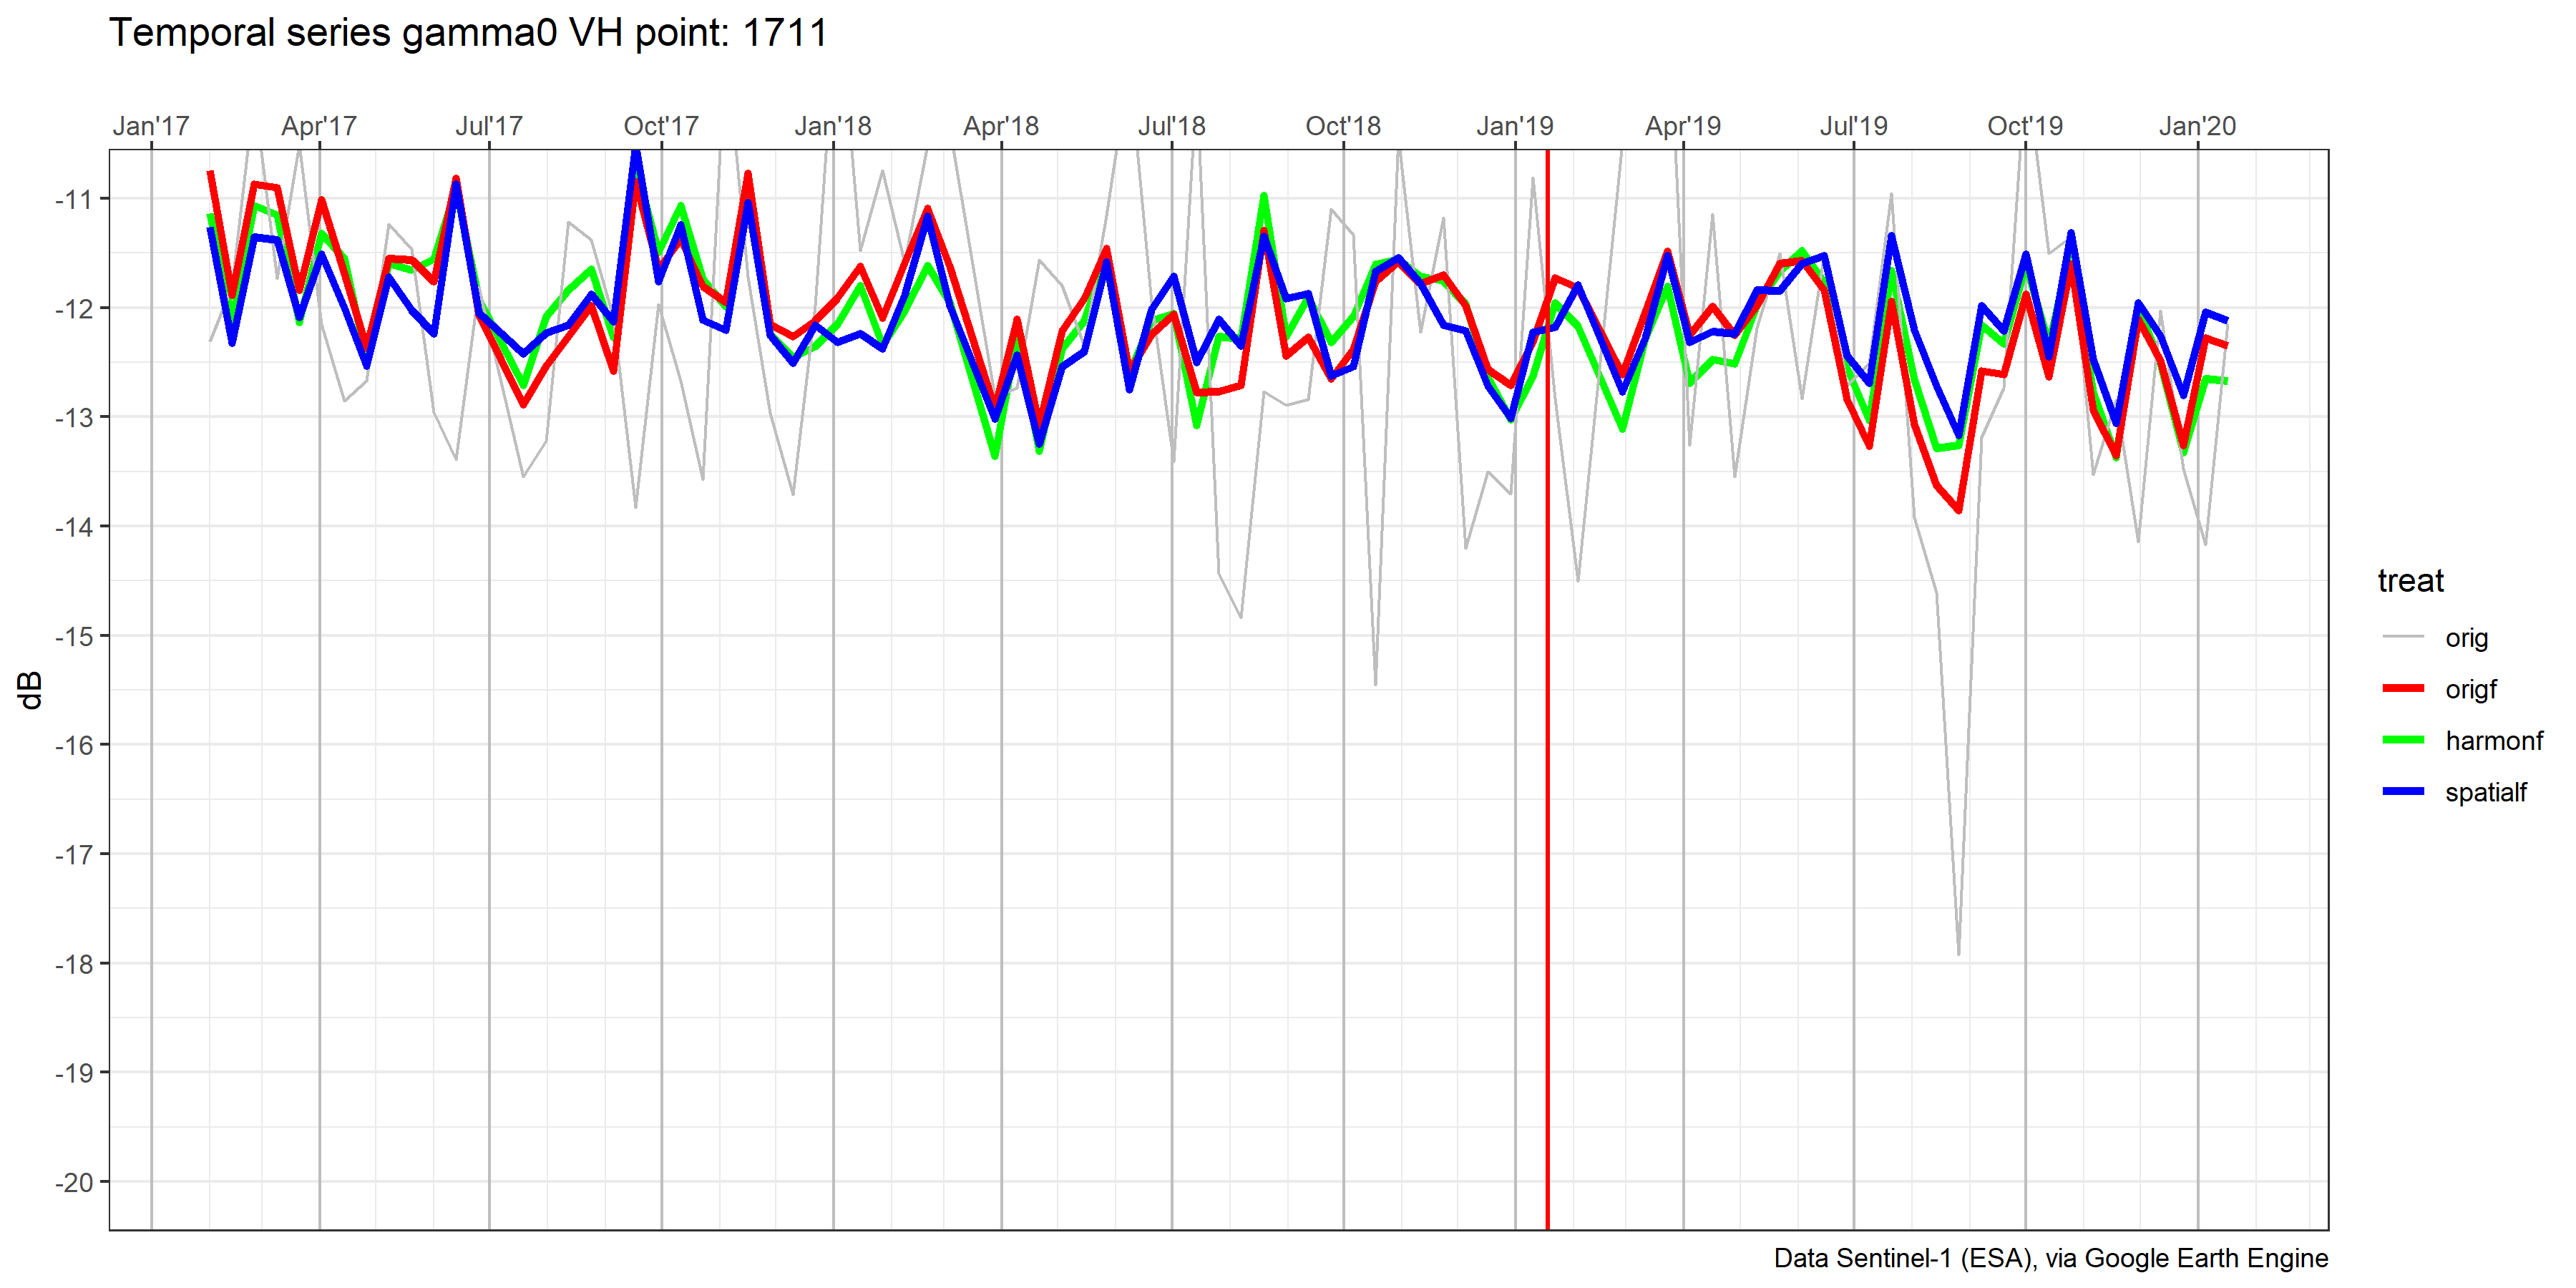 Temporal series gamma0 VH point: 1711
Jan'17 Apr'17 Jul'17 Oct'17 Jan'18 Apr'18 Jul'18 Oct'18 Jan'19 Apr'19 Jul'19 Oct'19 Jan'20
-11
-12
-13
-14
-15
-16
-17
-18
-19
-20
dB
treat
orig
origf
harmonf
spatialf
Data Sentinel-1 (ESA), via Google Earth Engine